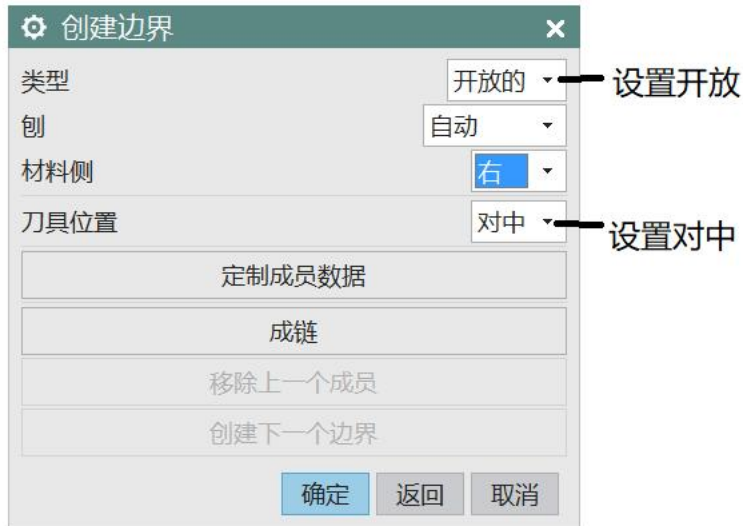 创建边界
类型 开放的 设置开放
刨 自动
材料侧 右
刀具位置 对中 设置对中
定制成员数据
成链
移除上一个成员
创建下一个边界
确定 返回 取消